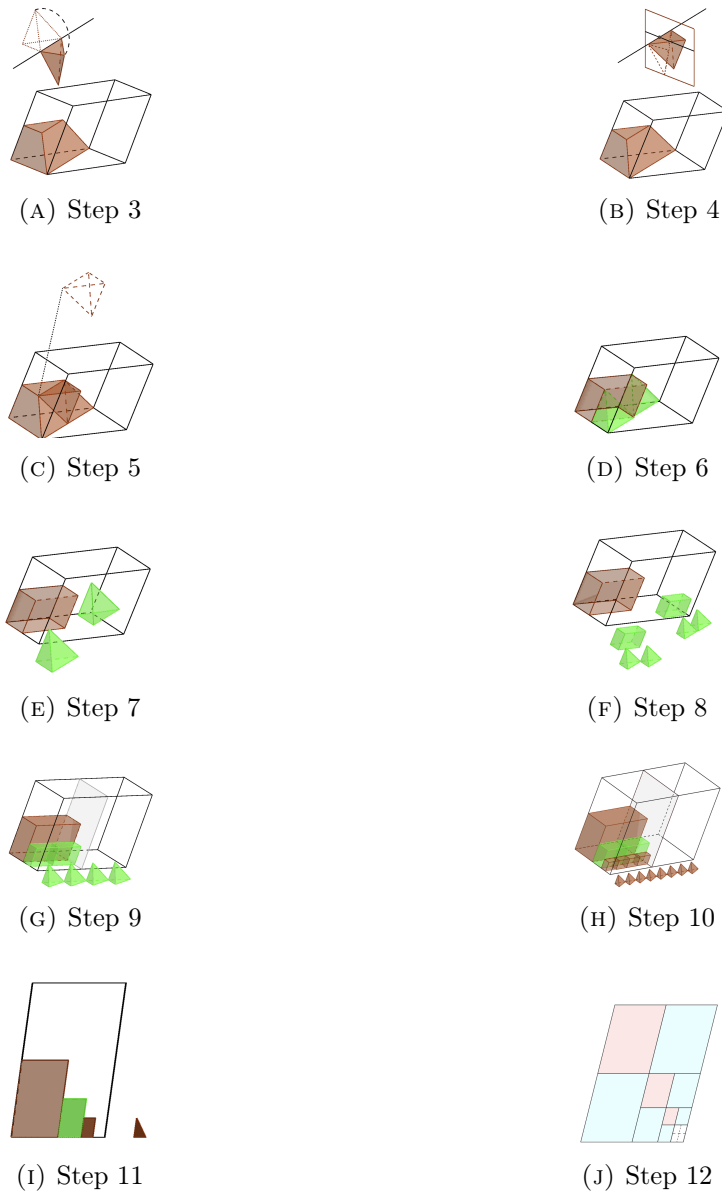 (A) Step 3
(B) Step 4
(C) Step 5
(D) Step 6
(E) Step 7
(F) Step 8
(G) Step 9
(H) Step 10
(I) Step 11
(J) Step 12